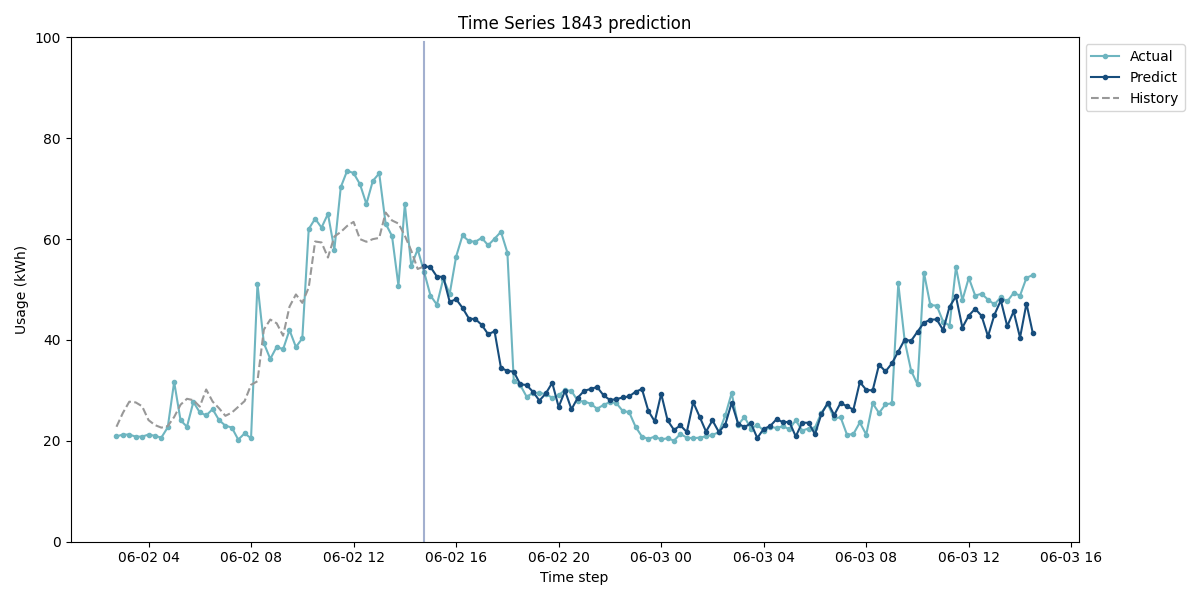 Time Series 1843 prediction
Usage (kWh)
100
80
60
40
20
0
06-02 04
06-02 08
06-02 12
06-02 16
06-02 20
06-03 00
06-03 04
06-03 08
06-03 12
06-03 16
Time step
Actual
Predict
History